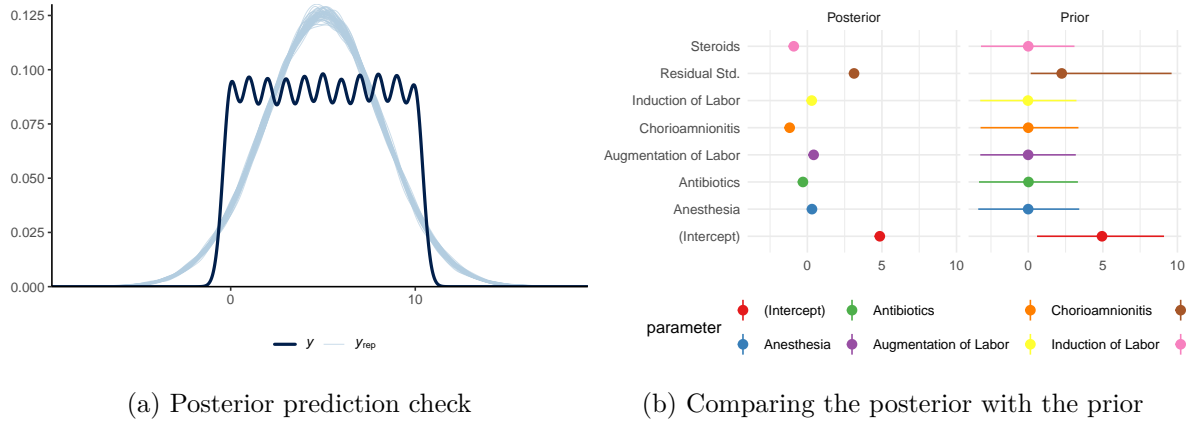 0.125
0.100
0.075
0.050
0.025
0.000
0 10
y yrep
(a) Posterior prediction check
Posterior Prior
Steroids
Residual Std.
Induction of Labor
Chorioamnionitis
Augmentation of Labor
Antibiotics
Anesthesia
(Intercept)
0 5 10 0 5 10
parameter
(Intercept) Antibiotics Chorioamnionitis
Anesthesia Augmentation of Labor Induction of Labor
(b) Comparing the posterior with the prior